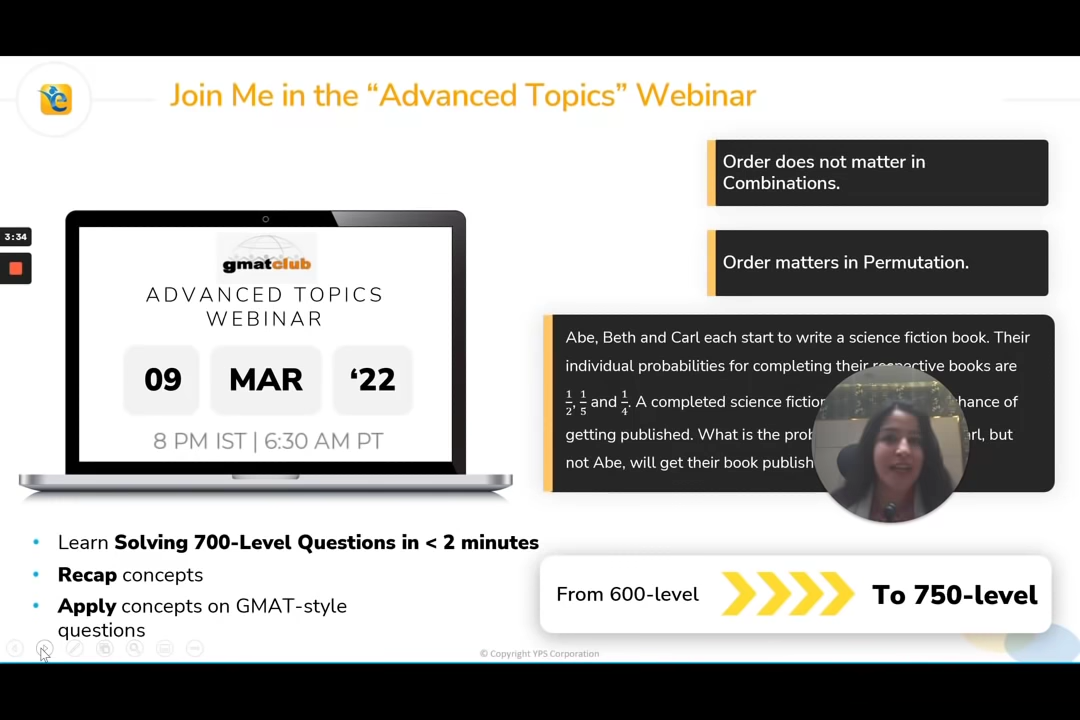 Join Me in the “Advanced Topics” Webinar
Order does not matter in
Combinations.
3:34
gmatclub
Order matters in Permutation.
ADVANCED TOPICS
WEBINAR
09 MAR ‘22
8 PM IST | 6:30 AM PT
Abe, Beth and Carl each start to write a science fiction book. Their
individual probabilities for completing their respective books are
1/2, 1/5 and 1/4. A completed science fiction chance of
getting published. What is the but
not Abe, will get their book
Learn Solving 700-Level Questions in < 2 minutes
Recap concepts
Apply concepts on GMAT-style
questions
From 600-level To 750-level
© Copyright YPS Corporation